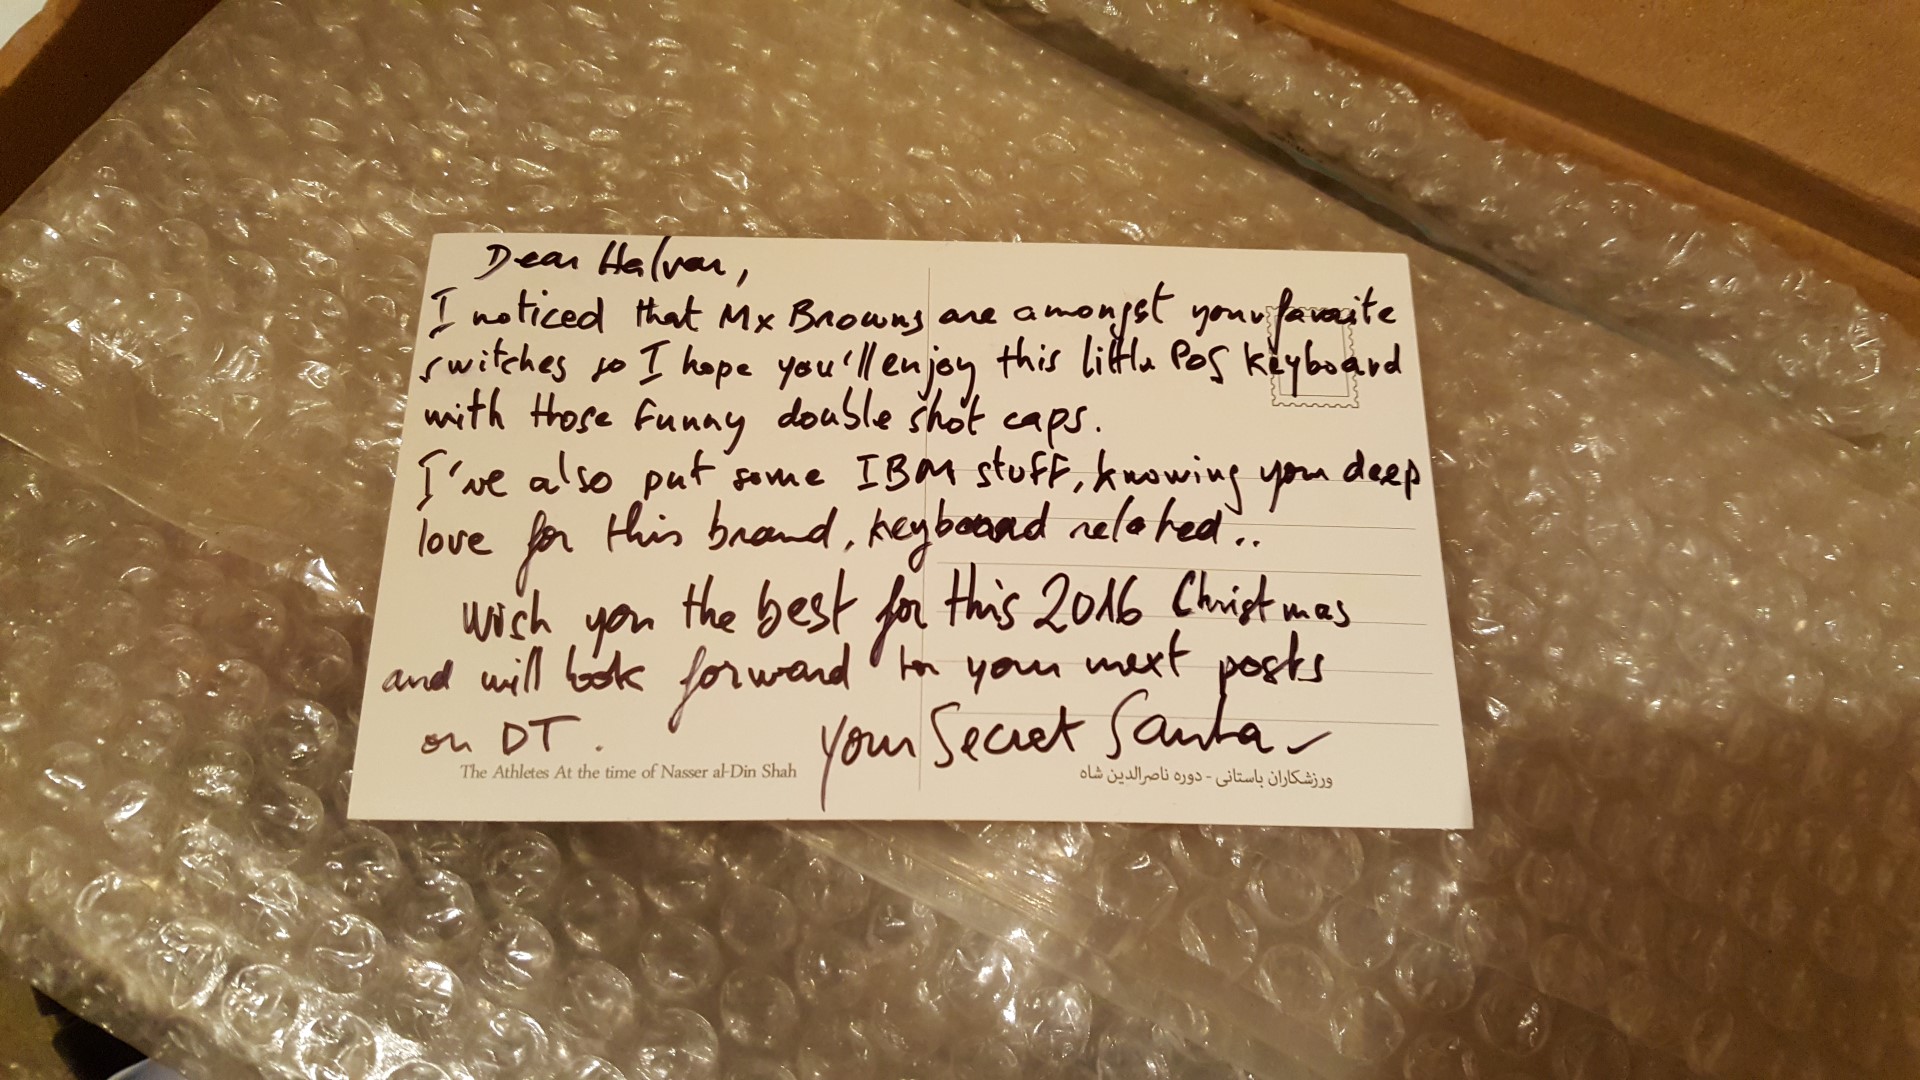 Dear Halvar,
I noticed that Mx Browns are amongst your favorite
switches so I hope you'll enjoy this little POS keyboard
with those funny double shot caps.
I've also put some IBM stuff, knowing your deep
love for this brand, keyboard related..
Wish you the best for this 2016 Christmas
and will look forward for your next posts
on DT.
Your Secret Santa
The Athletes At the time of Nasser al-Din Shah
ورزشکاران باستانی - دوره ناصرالدین شاه